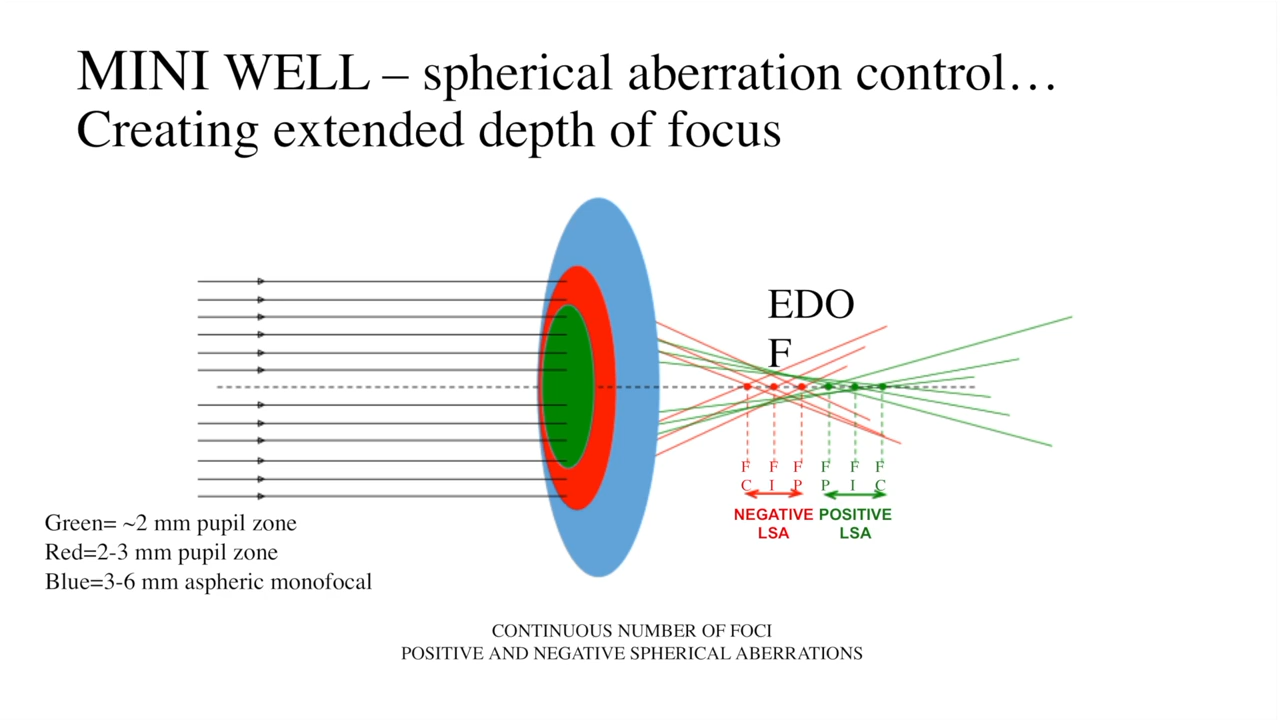 MINI WELL – spherical aberration control…
Creating extended depth of focus
EDO
F
F F F F F F
C I P P I C
NEGATIVE POSITIVE
LSA LSA
Green= ~2 mm pupil zone
Red=2-3 mm pupil zone
Blue=3-6 mm aspheric monofocal
CONTINUOUS NUMBER OF FOCI
POSITIVE AND NEGATIVE SPHERICAL ABERRATIONS